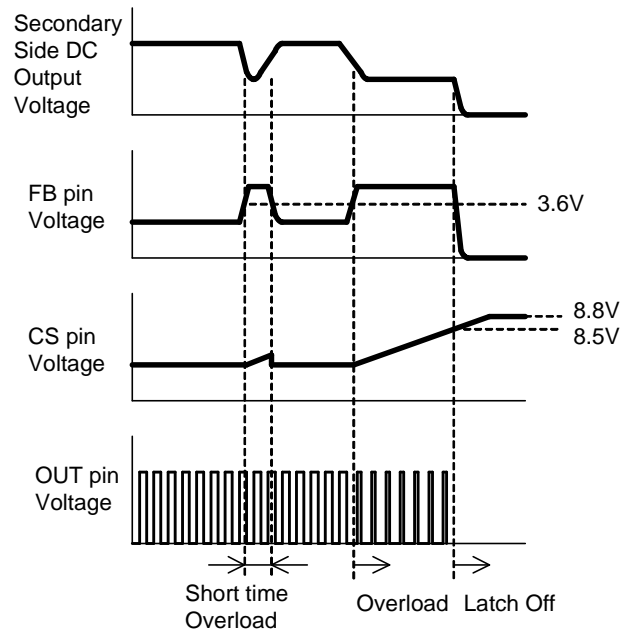 Secondary
Side DC
Output
Voltage
FB pin
Voltage
3.6V
CS pin
Voltage
8.8V
8.5V
OUT pin
Voltage
Short time
Overload
Overload
Latch Off